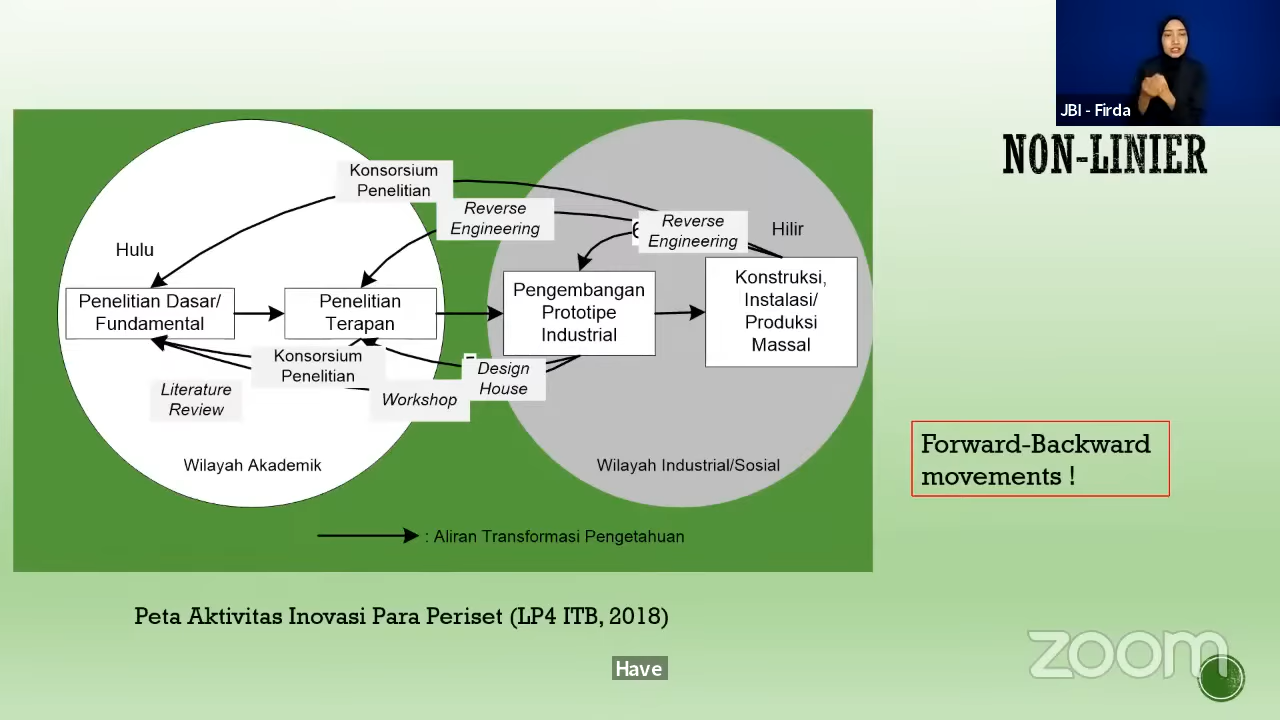 JBI - Firda
NON-LINIER
Konsorsium
Penelitian
Reverse
Engineering
6
Reverse
Engineering
Hulu
Hilir
Penelitian Dasar/
Fundamental
Penelitian
Terapan
Pengembangan
Prototipe
Industrial
Konstruksi,
Instalasi/
Produksi
Massal
Konsorsium
Penelitian
Design
House
Literature
Review
Workshop
Wilayah Akademik
Wilayah Industrial/Sosial
: Aliran Transformasi Pengetahuan
Forward-Backward
movements !
Peta Aktivitas Inovasi Para Periset (LP4 ITB, 2018)
Have
zoom